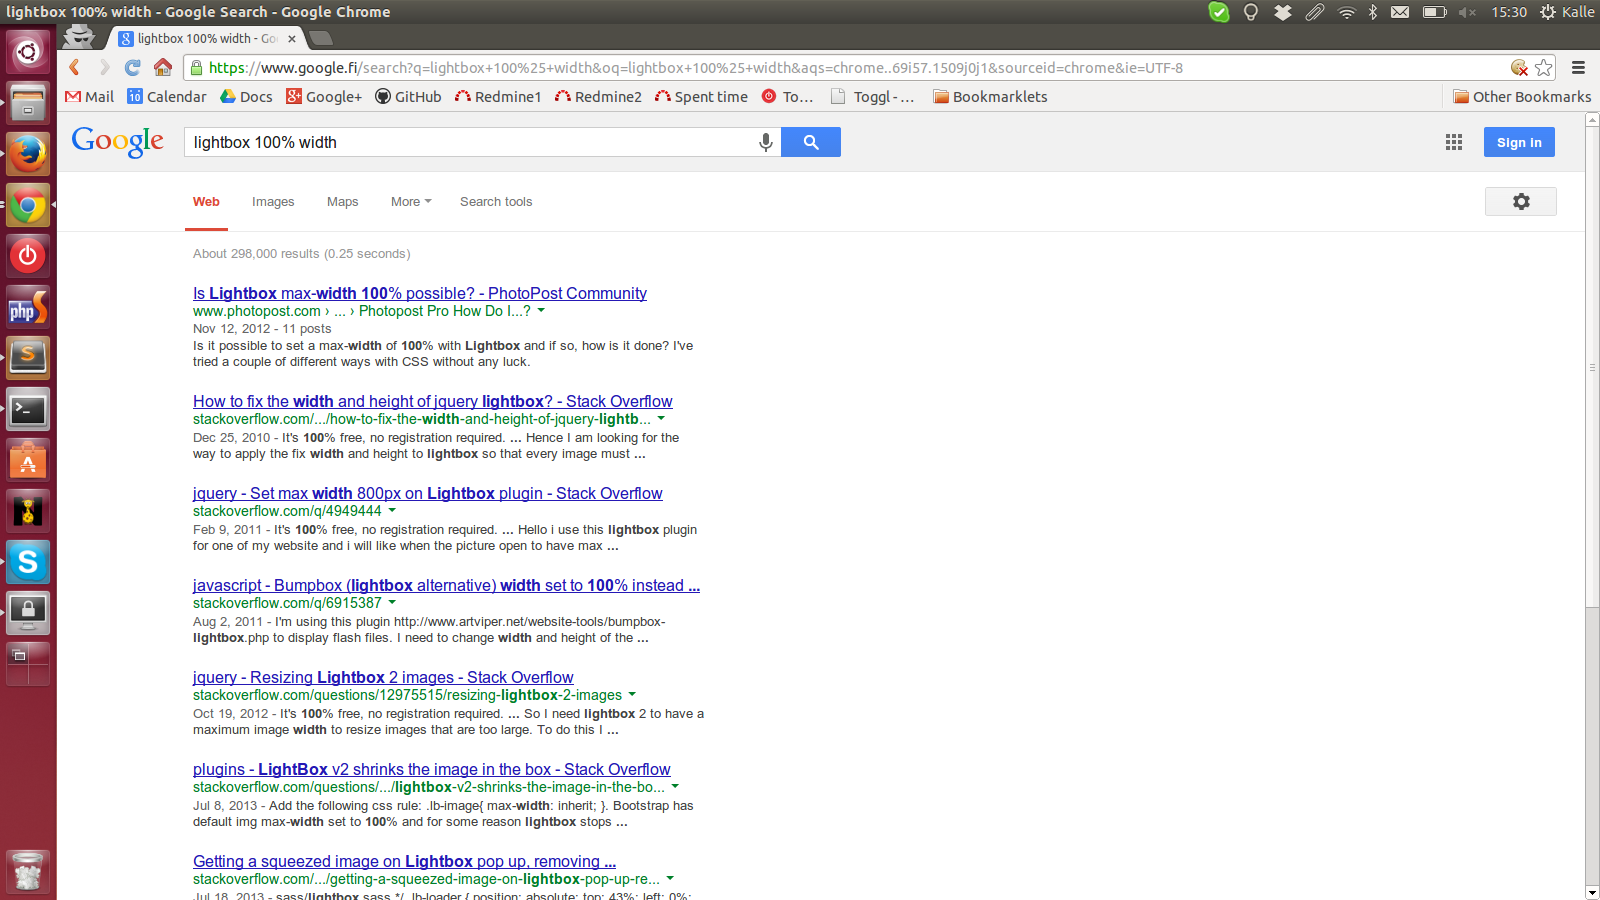 lightbox 100% width - Google Search - Google Chrome
15:30 Kalle
lightbox 100% width - Go
https://www.google.fi/search?q=lightbox+100%25+width&oq=lightbox+100%25+width&aqs=chrome..69i57.1509j0j1&sourceid=chrome&ie=UTF-8
Mail Calendar Docs Google+ GitHub Redmine1 Redmine2 Spent time To... Toggl - ... Bookmarklets Other Bookmarks
Google lightbox 100% width Sign in
Web Images Maps More Search tools
About 298,000 results (0.25 seconds)
Is Lightbox max-width 100% possible? - PhotoPost Community
www.photopost.com › ... › Photopost Pro How Do I...?
Nov 12, 2012 - 11 posts
Is it possible to set a max-width of 100% with Lightbox and if so, how is it done? I've
tried a couple of different ways with CSS without any luck.
How to fix the width and height of jquery lightbox? - Stack Overflow
stackoverflow.com/.../how-to-fix-the-width-and-height-of-jquery-lightb...
Dec 25, 2010 - It's 100% free, no registration required. ... Hence I am looking for the
way to apply the fix width and height to lightbox so that every image must ...
jquery - Set max width 800px on Lightbox plugin - Stack Overflow
stackoverflow.com/q/4949444
Feb 9, 2011 - It's 100% free, no registration required. ... Hello i use this lightbox plugin
for one of my website and i will like when the picture open to have max ...
javascript - Bumpbox (lightbox alternative) width set to 100% instead ...
stackoverflow.com/q/6915387
Aug 2, 2011 - I'm using this plugin http://www.artviper.net/website-tools/bumpbox-
lightbox.php to display flash files. I need to change width and height of the ...
jquery - Resizing Lightbox 2 images - Stack Overflow
stackoverflow.com/questions/12975515/resizing-lightbox-2-images
Oct 19, 2012 - It's 100% free, no registration required. ... So I need lightbox 2 to have a
maximum image width to resize images that are too large. To do this I ...
plugins - LightBox v2 shrinks the image in the box - Stack Overflow
stackoverflow.com/questions/.../lightbox-v2-shrinks-the-image-in-the-bo...
Jul 8, 2013 - Add the following css rule: .lb-image{ max-width: inherit; }. Bootstrap has
default img max-width set to 100% and for some reason lightbox stops ...
Getting a squeezed image on Lightbox pop up, removing ...
stackoverflow.com/.../getting-a-squeezed-image-on-lightbox-pop-up-re...
Jul 18, 2013 - sass/lightbox.sass */ .lb-loader { position: absolute; top: 43%; left: 0%;